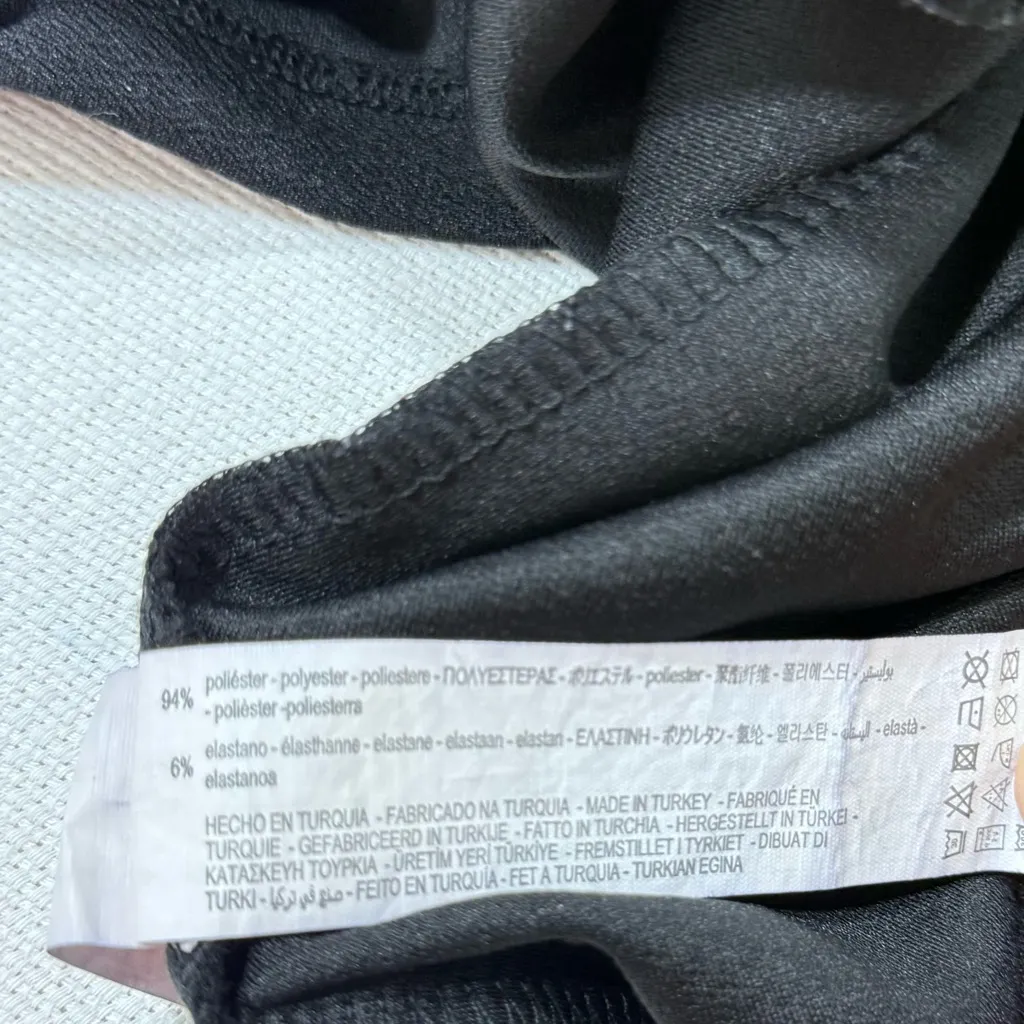 94% poliéster - polyester - poliestere - ΠΟΛΥΕΣΤΕΡΑΣ - ポリエステル - poliester - 聚酯纤维 - 폴리에스터 - بوليستير
- polièster -poliesterra
6% elastano - élasthanne - elastane - elastaan - elastan - ΕΛΑΣΤΙΝΗ - ポリウレタン - 氨纶 - 엘라스탄 - - elastà -
elastanoa
HECHO EN TURQUIA - FABRICADO NA TURQUIA - MADE IN TURKEY - FABRIQUÉ EN
TURQUIE - GEFABRICEERD IN TURKIJE - FATTO IN TURCHIA - HERGESTELLT IN TÜRKEI -
ΚΑΤΑΣΚΕΥΗ ΤΟΥΡΚΙΑ - ÜRETİM YERİ TÜRKİYE - FREMSTILLET I TYRKIET - DIBUAT DI
TURKI - صنع في تركيا - FEITO EN TURQUÍA - FET A TURQUIA - TURKIAN EGINA